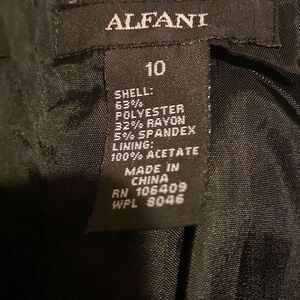 ALFANI
10
SHELL:
63%
POLYESTER
32% RAYON
5% SPANDEX
LINING:
100% ACETATE
MADE IN
CHINA
RN 106409
WPL 8046